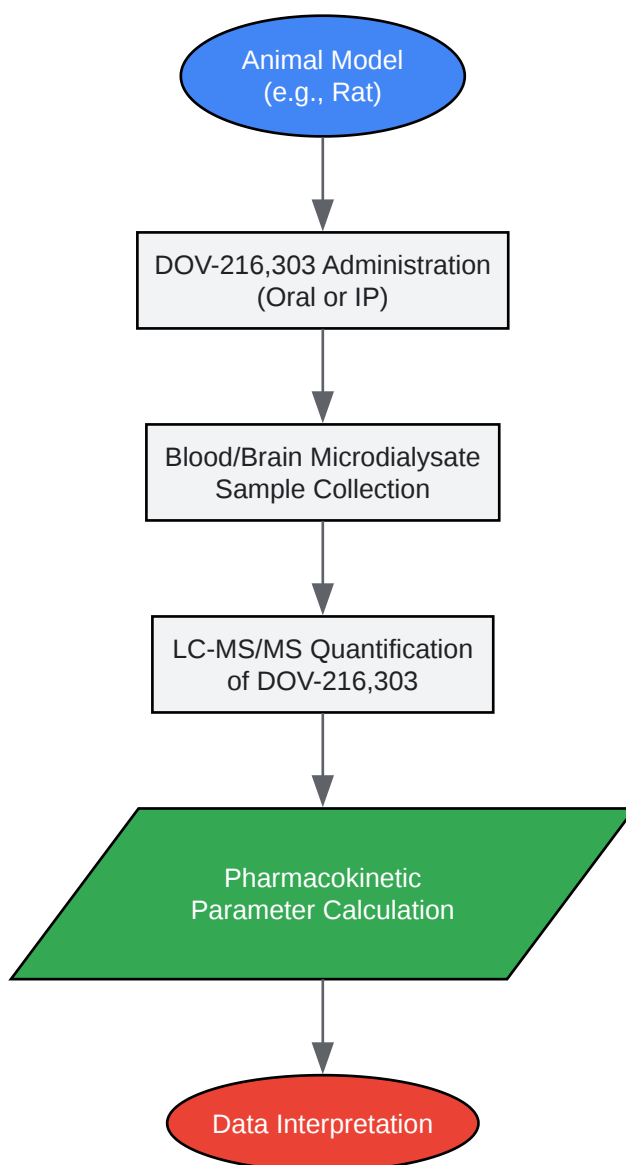 Animal Model
(e.g., Rat)
DOV-216,303 Administration
(Oral or IP)
Blood/Brain Microdialysate
Sample Collection
LC-MS/MS Quantification
of DOV-216,303
Pharmacokinetic
Parameter Calculation
Data Interpretation